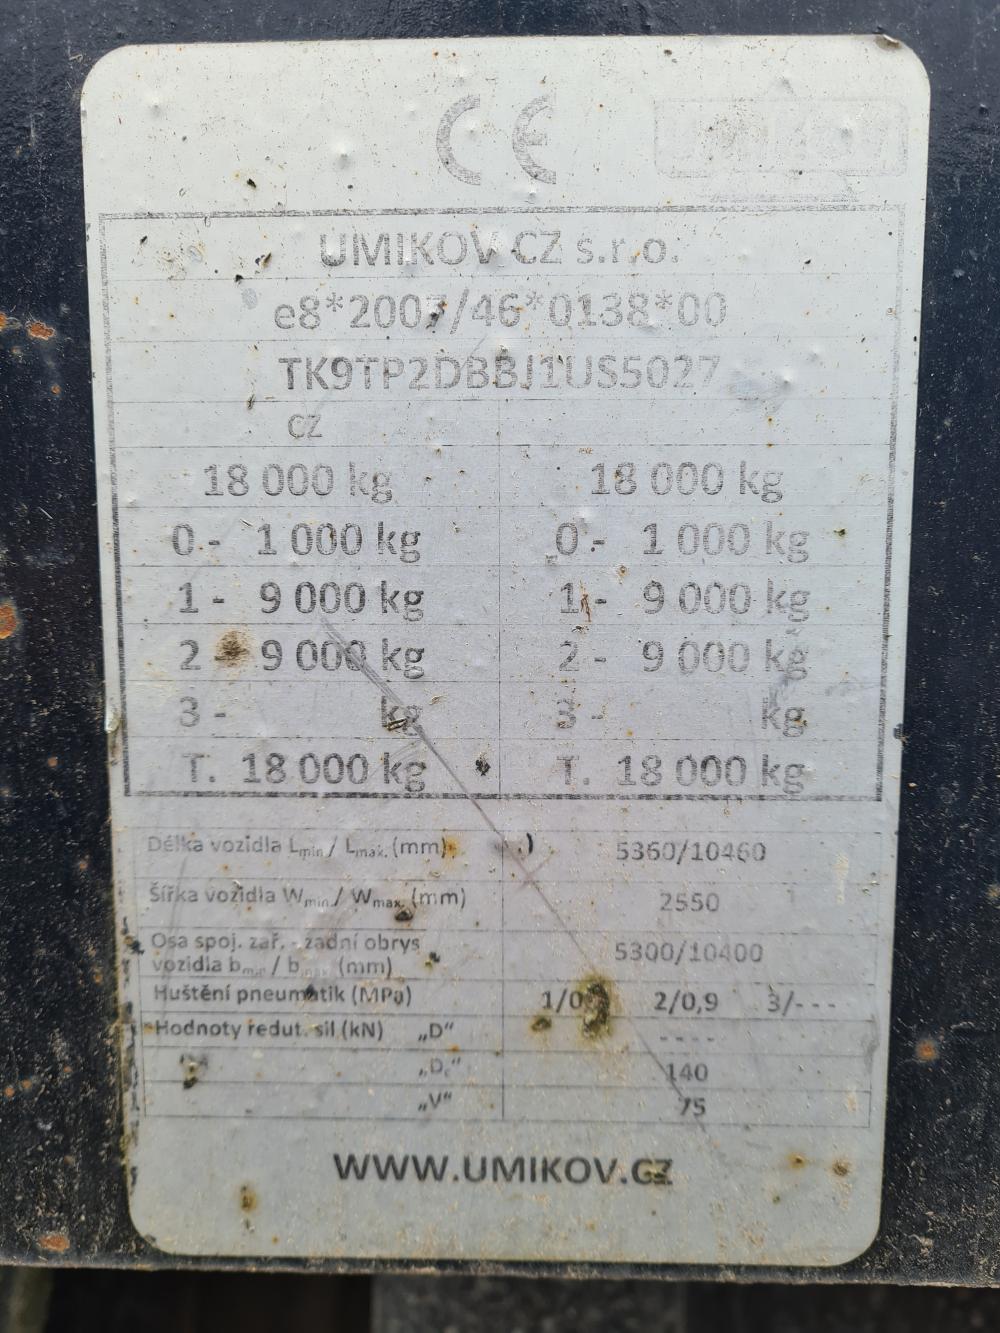 CE UMIKOV
UMIKOV CZ s.r.o.
e8*2007/46*0138*00
TK9TP2DBBJ1US5027
CZ
18 000 kg 18 000 kg
0 - 1 000 kg 0 - 1 000 kg
1 - 9 000 kg 1 - 9 000 kg
2 - 9 000 kg 2 - 9 000 kg
3 - kg 3 - kg
T. 18 000 kg T. 18 000 kg
Délka vozidla Lmin / Lmax. (mm) 5360/10460
Šířka vozidla Wmin / Wmax. (mm) 2550
Osa spoj. zař. - zadní obrys
vozidla bmin / bmax (mm) 5300/10400
Huštění pneumatik (MPa) 2/0,9 3/---
Hodnoty redut. sil (kN) „D“ ----
„Dc“ 140
„V“ 75
WWW.UMIKOV.CZ